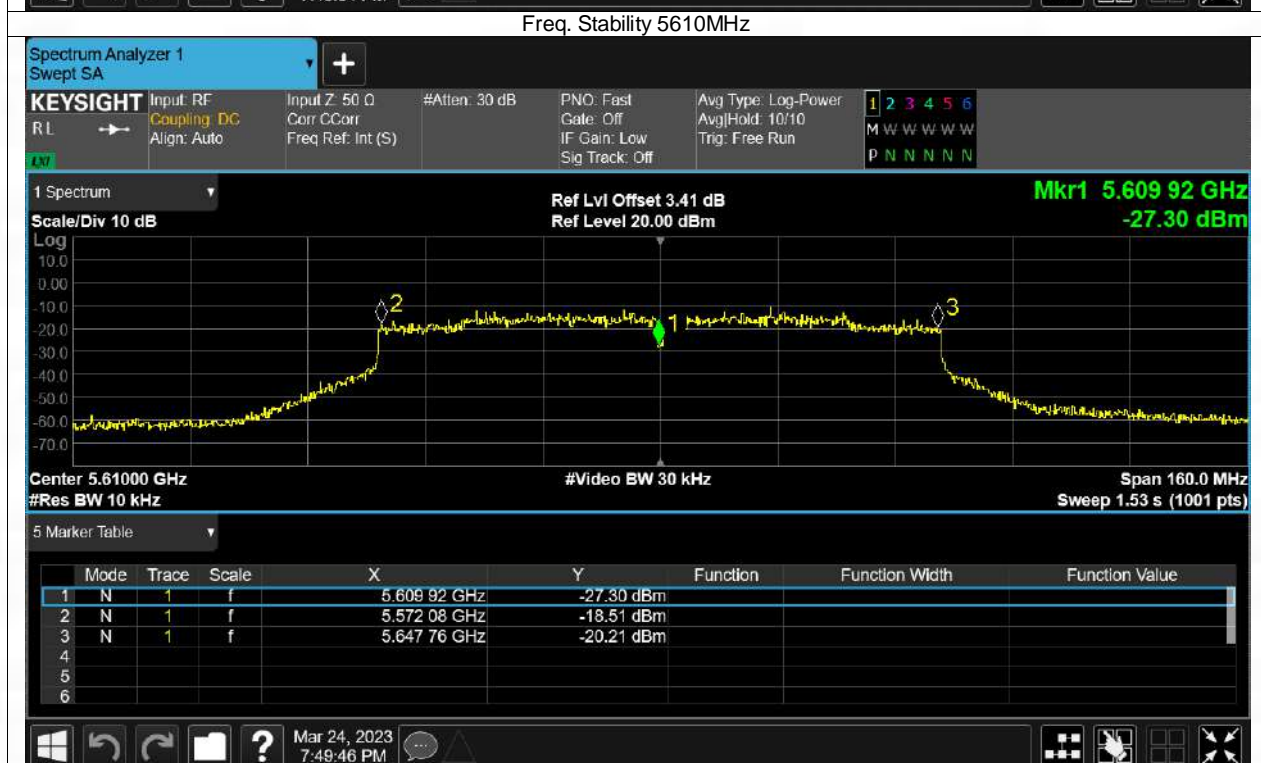 Freq. Stability 5610MHz
Spectrum Analyzer 1
Swept SA
+
KEYSIGHT Input: RF Input Z: 50 Ω #Atten: 30 dB PNO: Fast Avg Type: Log-Power 1 2 3 4 5 6
RL Coupling: DC Corr CCorr Gate: Off Avg|Hold: 10/10 M W W W W W
Align: Auto Freq Ref: Int (S) IF Gain: Low Trig: Free Run
LXI Sig Track: Off P N N N N N
1 Spectrum Ref Lvl Offset 3.41 dB Mkr1 5.609 92 GHz
Scale/Div 10 dB Ref Level 20.00 dBm -27.30 dBm
Log
10.0
0.00
-10.0 2 3
-20.0 1
-30.0
-40.0
-50.0
-60.0
-70.0
Center 5.61000 GHz #Video BW 30 kHz Span 160.0 MHz
#Res BW 10 kHz Sweep 1.53 s (1001 pts)
5 Marker Table
Mode Trace Scale X Y Function Function Width Function Value
1 N 1 f 5.609 92 GHz -27.30 dBm
2 N 1 f 5.572 08 GHz -18.51 dBm
3 N 1 f 5.647 76 GHz -20.21 dBm
4
5
6
? Mar 24, 2023
7:49:46 PM